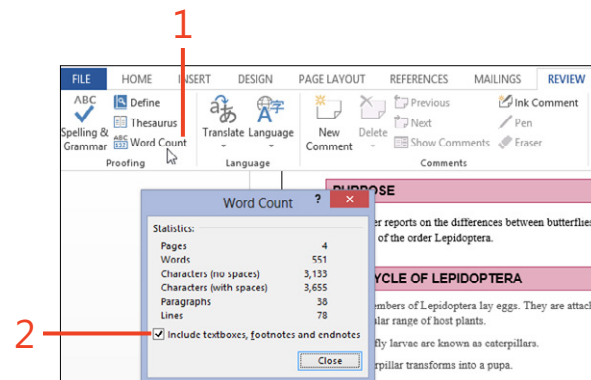 1
FILE HOME INSERT DESIGN PAGE LAYOUT REFERENCES MAILINGS REVIEW
ABC
Spelling & Grammar
Define
Thesaurus
ABC 123 Word Count
Proofing
Translate Language
Language
New Comment
Delete
Previous
Next
Show Comments
Comments
Ink Comment
Pen
Eraser
PURPOSE
er reports on the differences between butterflies
of the order Lepidoptera.
YCLE OF LEPIDOPTERA
mbers of Lepidoptera lay eggs. They are attac
lar range of host plants.
fly larvae are known as caterpillars.
rpillar transforms into a pupa.
Word Count ?
Statistics:
Pages 4
Words 551
Characters (no spaces) 3,133
Characters (with spaces) 3,655
Paragraphs 38
Lines 78
2
Include textboxes, footnotes and endnotes
Close